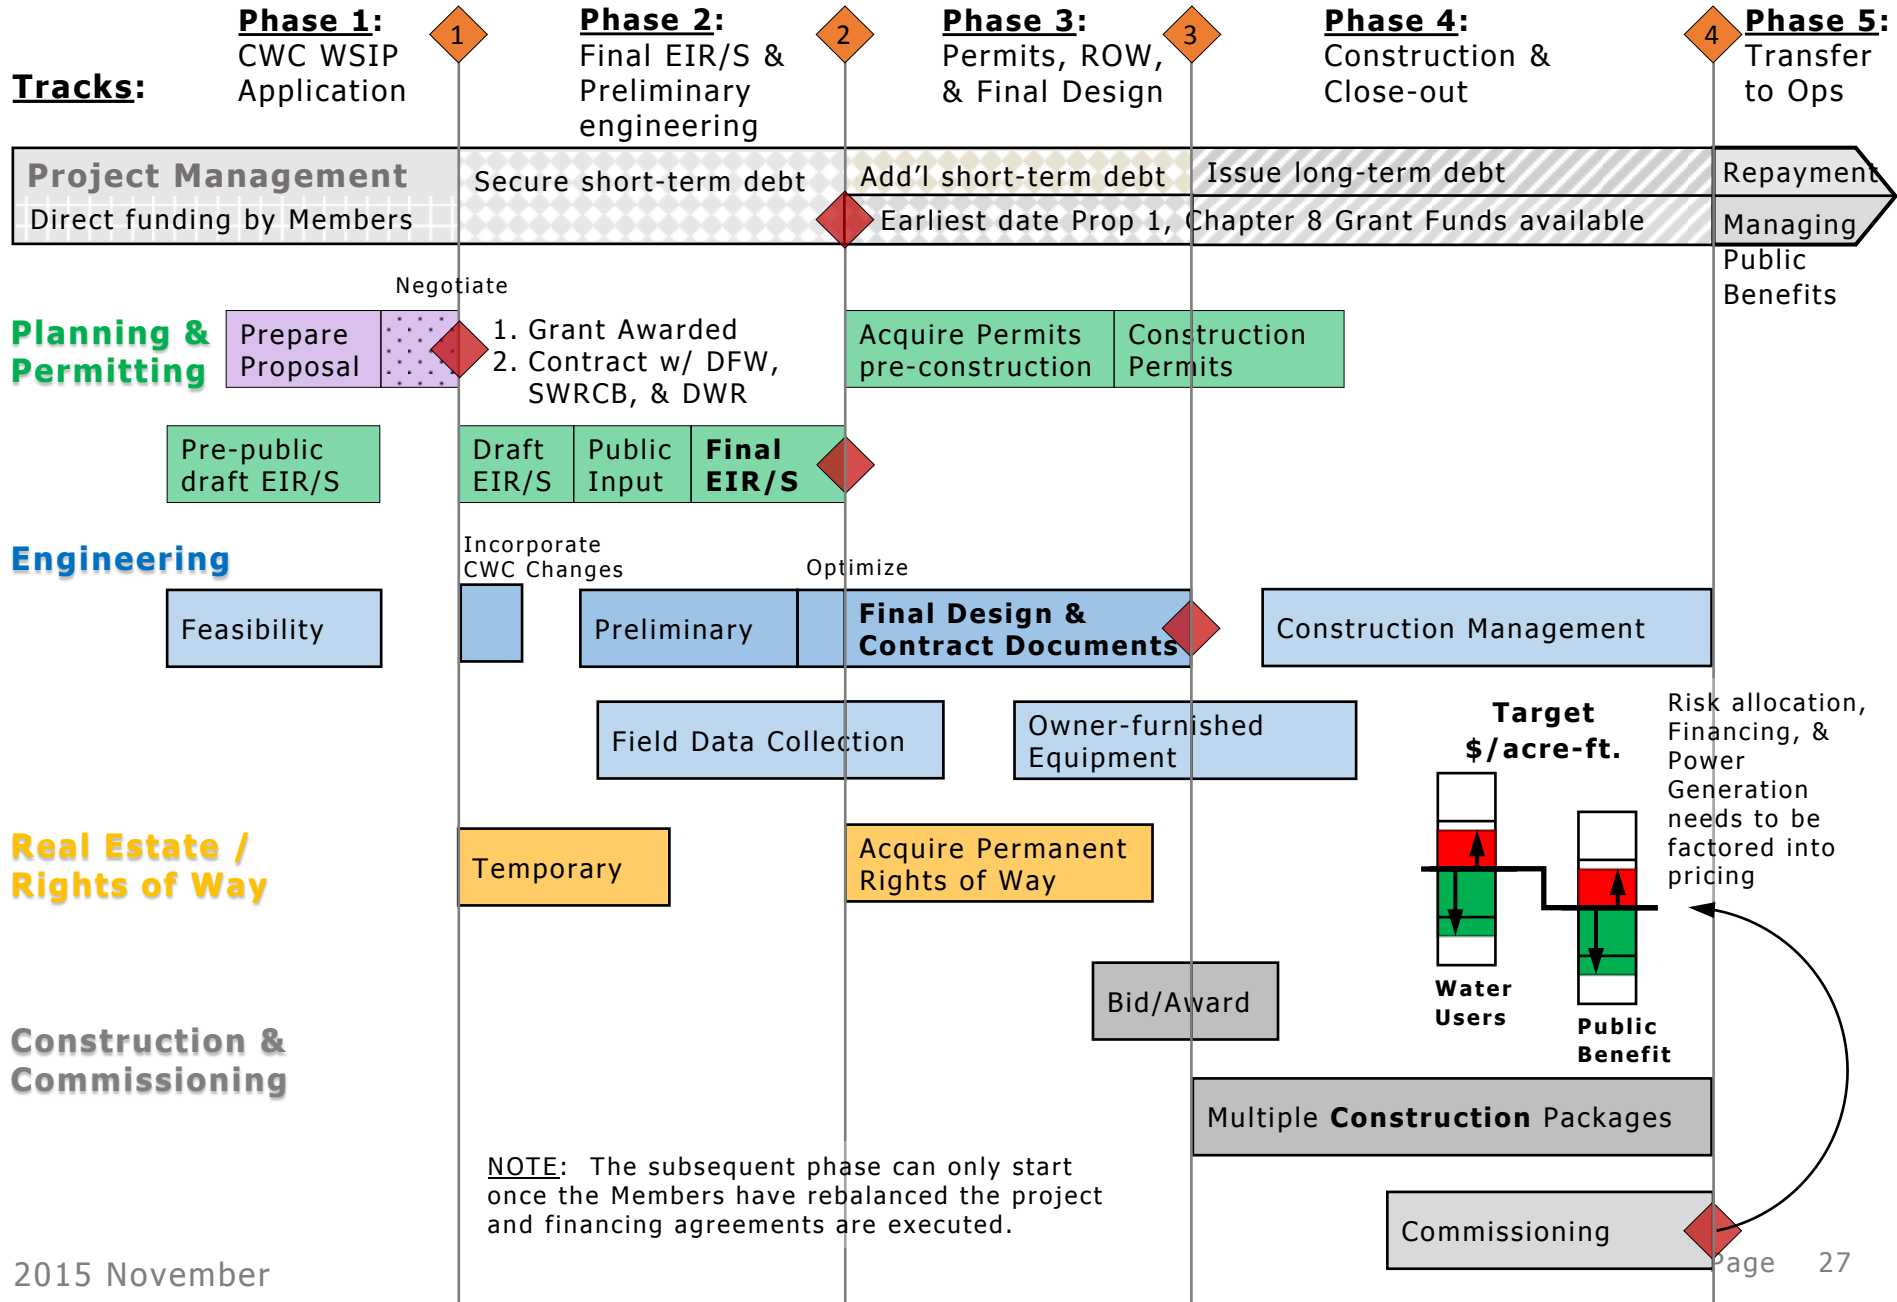 Phase 1:
CWC WSIP
Application
1
Phase 2:
Final EIR/S &
Preliminary
engineering
2
Phase 3:
Permits, ROW,
& Final Design
3
Phase 4:
Construction &
Close-out
4
Phase 5:
Transfer
to Ops
Tracks:
Project Management
Direct funding by Members
Secure short-term debt
Add'l short-term debt
Issue long-term debt
Earliest date Prop 1, Chapter 8 Grant Funds available
Repayment
Managing
Public
Benefits
Planning &
Permitting
Negotiate
Prepare
Proposal
1. Grant Awarded
2. Contract w/ DFW,
SWRCB, & DWR
Acquire Permits
pre-construction
Construction
Permits
Pre-public
draft EIR/S
Draft
EIR/S
Public
Input
Final
EIR/S
Engineering
Incorporate
CWC Changes
Optimize
Feasibility
Preliminary
Final Design &
Contract Documents
Construction Management
Field Data Collection
Owner-furnished
Equipment
Target
$/acre-ft.
Risk allocation,
Financing, &
Power
Generation
needs to be
factored into
pricing
Real Estate /
Rights of Way
Temporary
Acquire Permanent
Rights of Way
Water
Users
Public
Benefit
Construction &
Commissioning
Bid/Award
Multiple Construction Packages
NOTE: The subsequent phase can only start
once the Members have rebalanced the project
and financing agreements are executed.
Commissioning
2015 November
Page 27